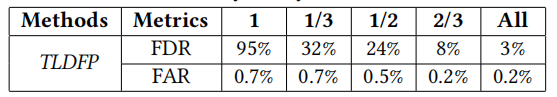 Methods Metrics 1 1/3 1/2 2/3 All
TLDFP FDR 95% 32% 24% 8% 3%
FAR 0.7% 0.7% 0.5% 0.2% 0.2%